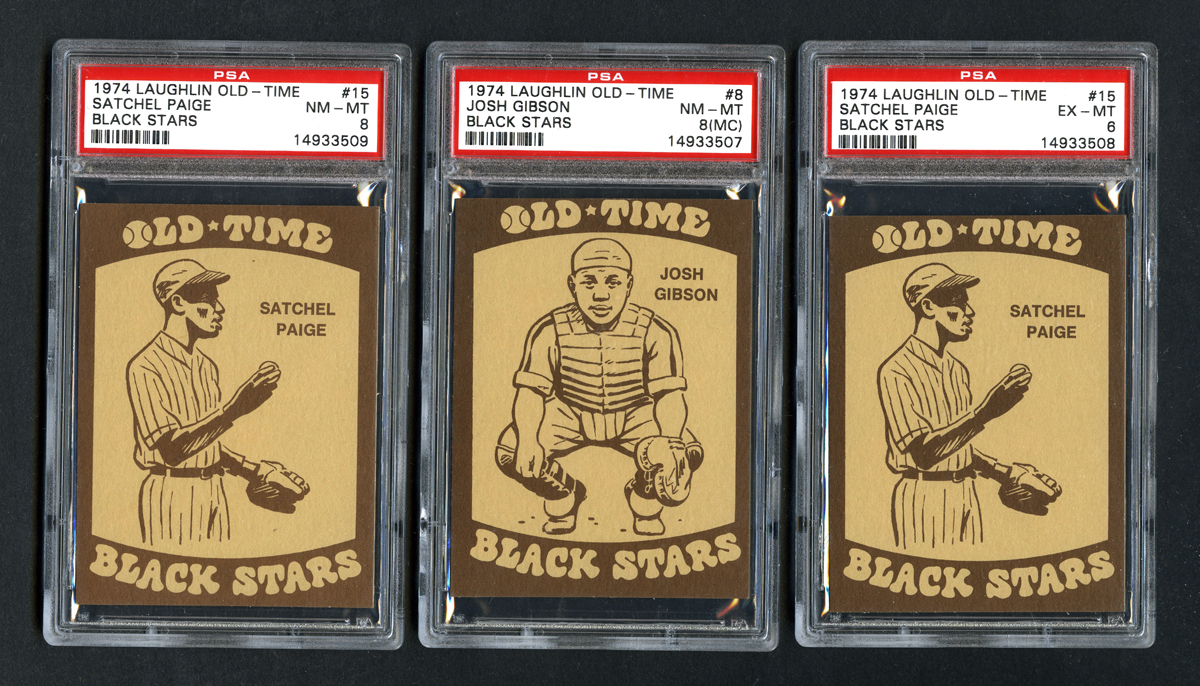 PSA
1974 LAUGHLIN OLD-TIME #15
SATCHEL PAIGE NM-MT
BLACK STARS 8
14933509
OLD★TIME
SATCHEL
PAIGE
BLACK STARS
PSA
1974 LAUGHLIN OLD-TIME #8
JOSH GIBSON NM-MT
BLACK STARS 8(MC)
14933507
OLD★TIME
JOSH
GIBSON
BLACK STARS
PSA
1974 LAUGHLIN OLD-TIME #15
SATCHEL PAIGE EX-MT
BLACK STARS 6
14933508
OLD★TIME
SATCHEL
PAIGE
BLACK STARS